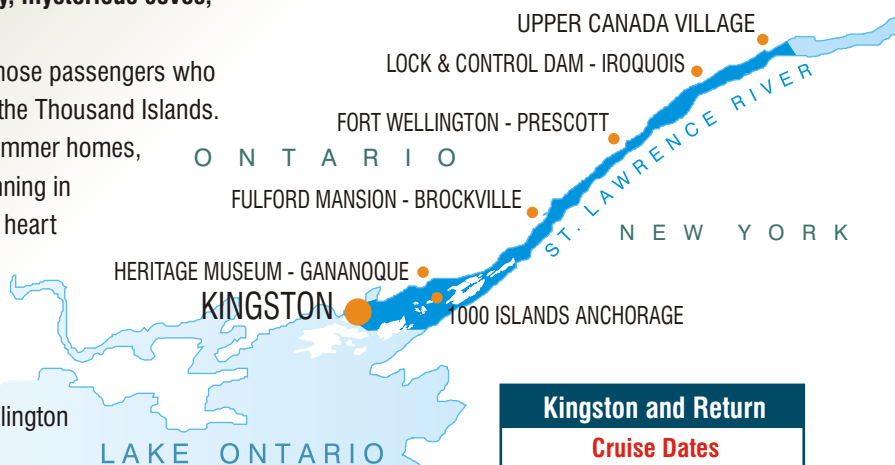 mysterious coves,
hose passengers who
the Thousand Islands.
mmer homes,
nning in
heart
llington
UPPER CANADA VILLAGE
LOCK & CONTROL DAM - IROQUOIS
FORT WELLINGTON - PRESCOTT
ONTARIO
ST. LAWRENCE RIVER
FULFORD MANSION - BROCKVILLE
NEW YORK
HERITAGE MUSEUM - GANANOQUE
KINGSTON
1000 ISLANDS ANCHORAGE
LAKE ONTARIO
Kingston and Return
Cruise Dates